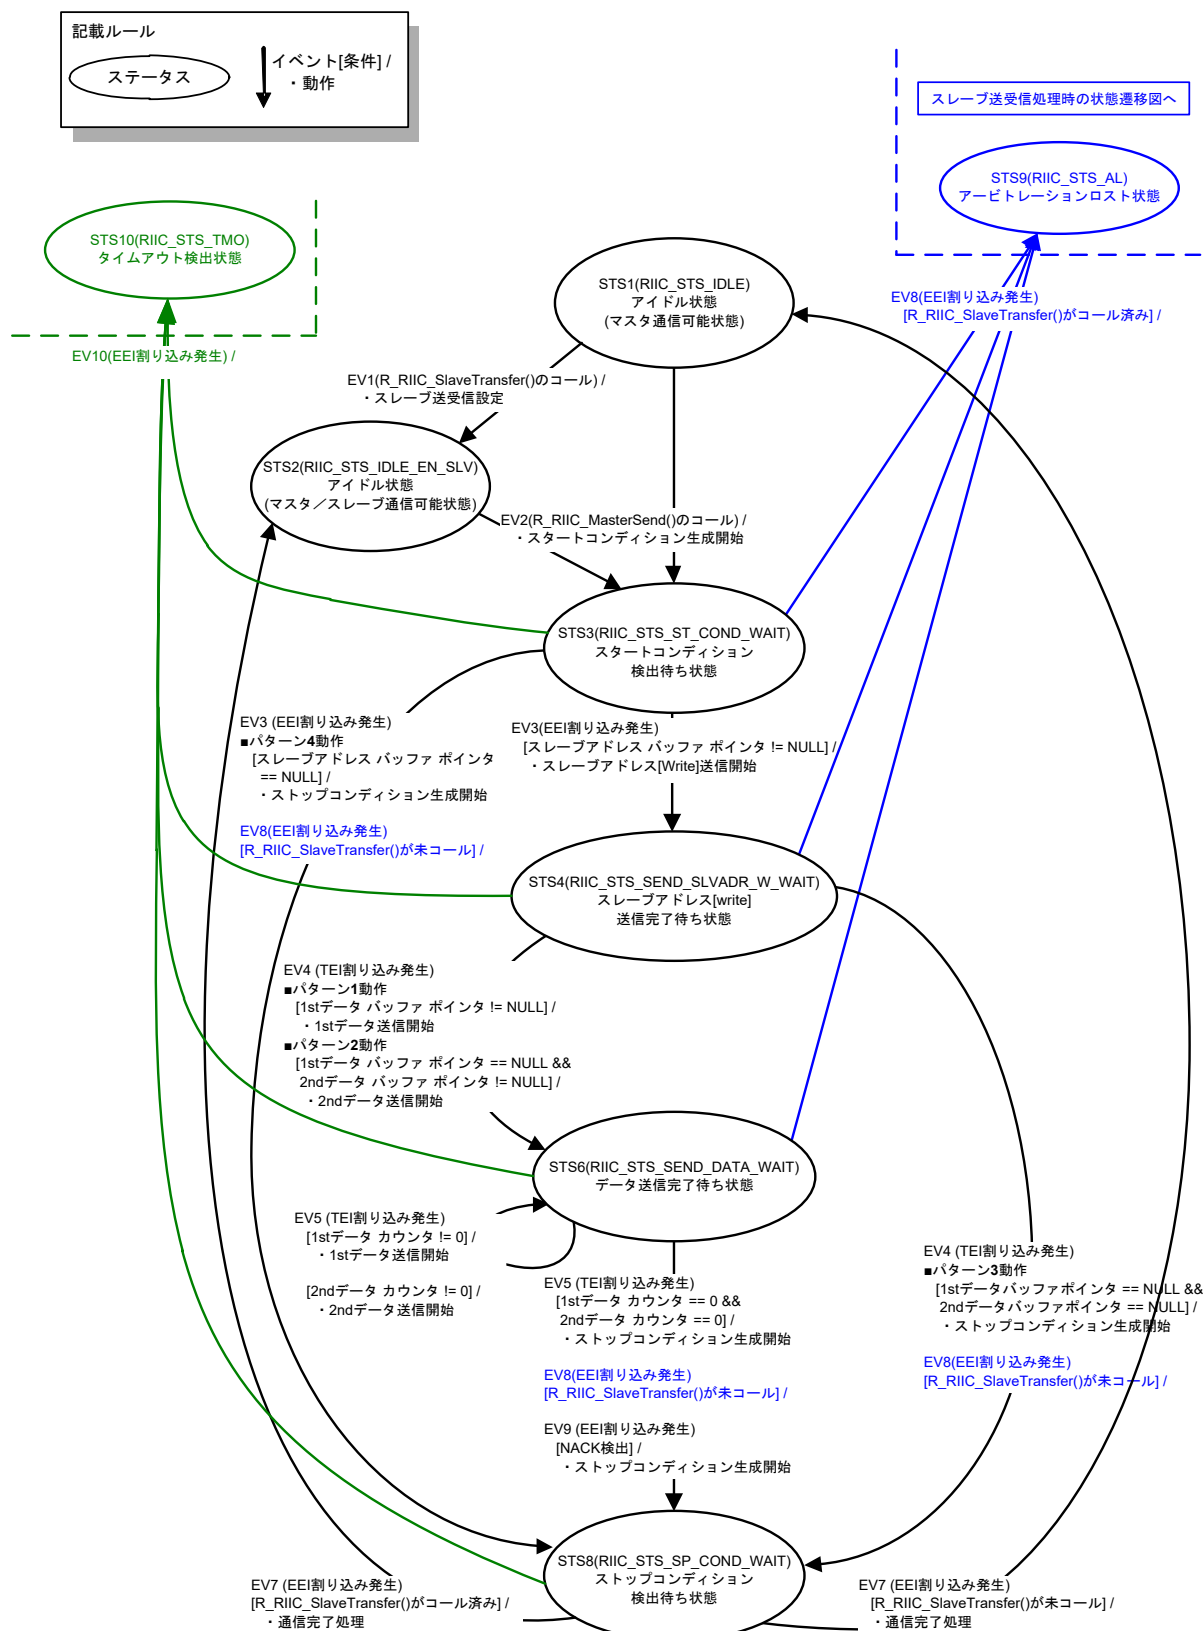 記載ルール
ステータス
イベント[条件] /
・動作
スレーブ送受信処理時の状態遷移図へ
STS9(RIIC_STS_AL)
アービトレーションロスト状態
STS10(RIIC_STS_TMO)
タイムアウト検出状態
STS1(RIIC_STS_IDLE)
アイドル状態
(マスタ通信可能状態)
EV8(EEI割り込み発生)
[R_RIIC_SlaveTransfer()がコール済み] /
EV10(EEI割り込み発生) /
EV1(R_RIIC_SlaveTransfer()のコール) /
・スレーブ送受信設定
STS2(RIIC_STS_IDLE_EN_SLV)
アイドル状態
(マスタ／スレーブ通信可能状態)
EV2(R_RIIC_MasterSend()のコール) /
・スタートコンディション生成開始
STS3(RIIC_STS_ST_COND_WAIT)
スタートコンディション
検出待ち状態
EV3 (EEI割り込み発生)
■パターン4動作
[スレーブアドレス バッファ ポインタ
== NULL] /
・ストップコンディション生成開始
EV8(EEI割り込み発生)
[R_RIIC_SlaveTransfer()が未コール] /
EV3(EEI割り込み発生)
[スレーブアドレス バッファ ポインタ != NULL] /
・スレーブアドレス[Write]送信開始
STS4(RIIC_STS_SEND_SLVADR_W_WAIT)
スレーブアドレス[write]
送信完了待ち状態
EV4 (TEI割り込み発生)
■パターン1動作
[1stデータ バッファ ポインタ != NULL] /
・1stデータ送信開始
■パターン2動作
[1stデータ バッファ ポインタ == NULL &&
2ndデータ バッファ ポインタ != NULL] /
・2ndデータ送信開始
STS6(RIIC_STS_SEND_DATA_WAIT)
データ送信完了待ち状態
EV5 (TEI割り込み発生)
[1stデータ カウンタ != 0] /
・1stデータ送信開始
[2ndデータ カウンタ != 0] /
・2ndデータ送信開始
EV5 (TEI割り込み発生)
[1stデータ カウンタ == 0 &&
2ndデータ カウンタ == 0] /
・ストップコンディション生成開始
EV8(EEI割り込み発生)
[R_RIIC_SlaveTransfer()が未コール] /
EV9 (EEI割り込み発生)
[NACK検出] /
・ストップコンディション生成開始
EV4 (TEI割り込み発生)
■パターン3動作
[1stデータバッファポインタ == NULL &&
2ndデータバッファポインタ == NULL] /
・ストップコンディション生成開始
EV8(EEI割り込み発生)
[R_RIIC_SlaveTransfer()が未コール] /
STS8(RIIC_STS_SP_COND_WAIT)
ストップコンディション
検出待ち状態
EV7 (EEI割り込み発生)
[R_RIIC_SlaveTransfer()がコール済み] /
・通信完了処理
EV7 (EEI割り込み発生)
[R_RIIC_SlaveTransfer()が未コール] /
・通信完了処理